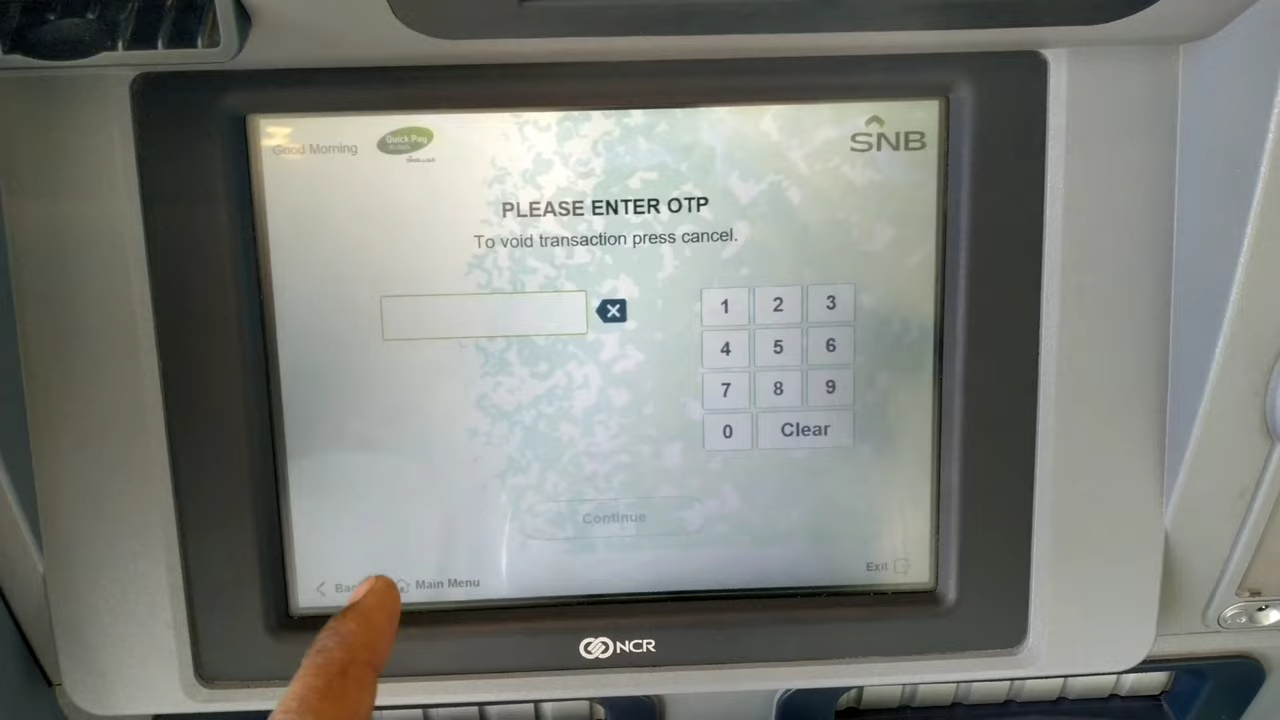 Good Morning
Quick Pay
SNB
PLEASE ENTER OTP
To void transaction press cancel.
1 2 3
4 5 6
7 8 9
0 Clear
Continue
Main Menu
Exit
NCR